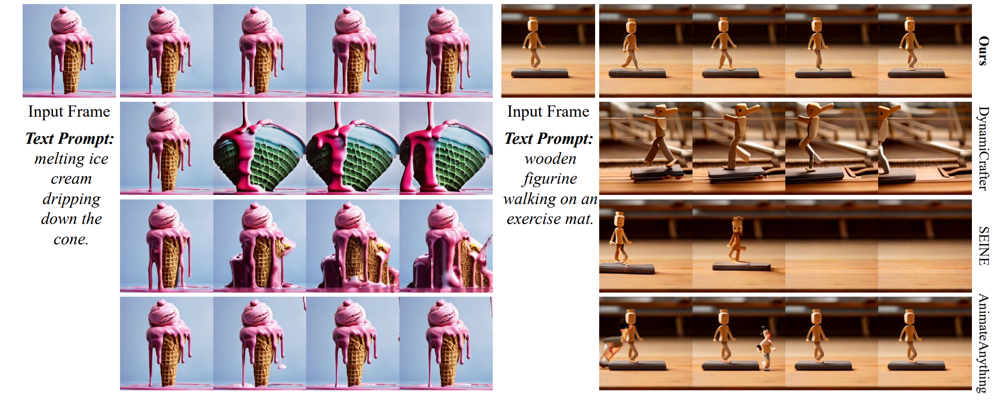 Input Frame
Text Prompt:
melting ice
cream
dripping
down the
cone.
Input Frame
Text Prompt:
wooden
figurine
walking on an
exercise mat.
Ours
DynamiCrafter
SEINE
AnimateAnything